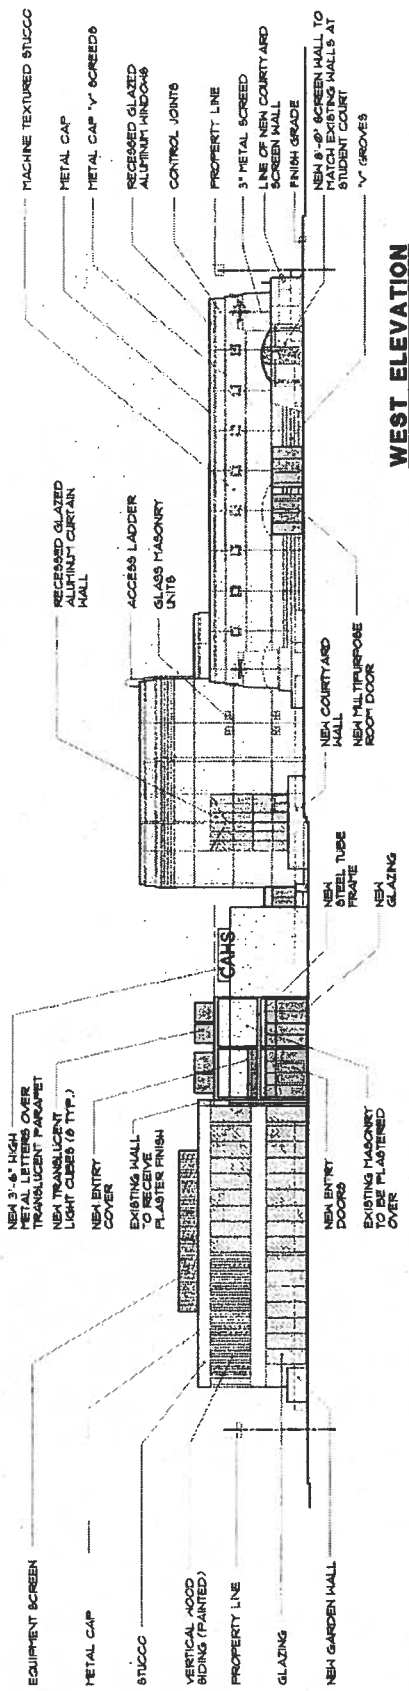 EQUIPMENT SCREEN
METAL CAP
STUCCO
VERTICAL WOOD
SIDING (PAINTED)
PROPERTY LINE
GLAZING
NEW GARDEN WALL
NEW 3'-6" HIGH
METAL LETTERS OVER
TRANSLUCENT PARAPET
NEW TRANSLUCENT
LIGHT CUBES (8 TYP.)
NEW ENTRY
COVER
EXISTING WALL
TO RECEIVE
PLASTER FINISH
NEW ENTRY
DOORS
EXISTING MASONRY
TO BE PLASTERED
OVER
CAHS
NEW
STEEL TUBE
FRAME
NEW
GLAZING
RECESSED GLAZED
ALUMINUM CURTAIN
WALL
ACCESS LADDER
GLASS MASONRY
UNITS
NEW COURTYARD
WALL
NEW MULTIPURPOSE
ROOM DOOR
MACHINE TEXTURED STUCCO
METAL CAP
METAL CAP "V" SCREEDS
RECESSED GLAZED
ALUMINUM WINDOWS
CONTROL JOINTS
PROPERTY LINE
3" METAL SCREED
LINE OF NEW COURTYARD
SCREEN WALL
FINISH GRADE
NEW 8'-0" SCREEN WALL TO
MATCH EXISTING WALLS AT
STUDENT COURT
"V" GROVES
WEST ELEVATION